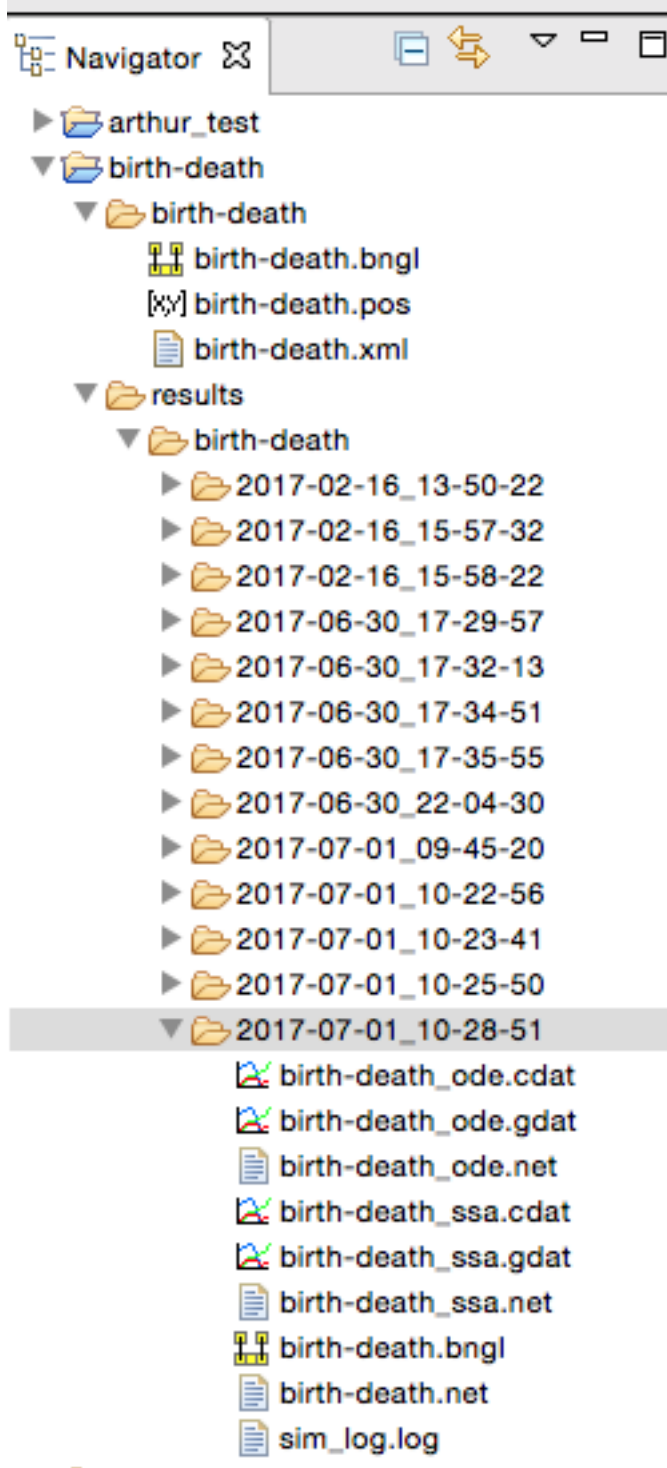 Navigator
arthur_test
birth-death
birth-death
birth-death.bngl
[x,y] birth-death.pos
birth-death.xml
results
birth-death
2017-02-16_13-50-22
2017-02-16_15-57-32
2017-02-16_15-58-22
2017-06-30_17-29-57
2017-06-30_17-32-13
2017-06-30_17-34-51
2017-06-30_17-35-55
2017-06-30_22-04-30
2017-07-01_09-45-20
2017-07-01_10-22-56
2017-07-01_10-23-41
2017-07-01_10-25-50
2017-07-01_10-28-51
birth-death_ode.cdat
birth-death_ode.gdat
birth-death_ode.net
birth-death_ssa.cdat
birth-death_ssa.gdat
birth-death_ssa.net
birth-death.bngl
birth-death.net
sim_log.log